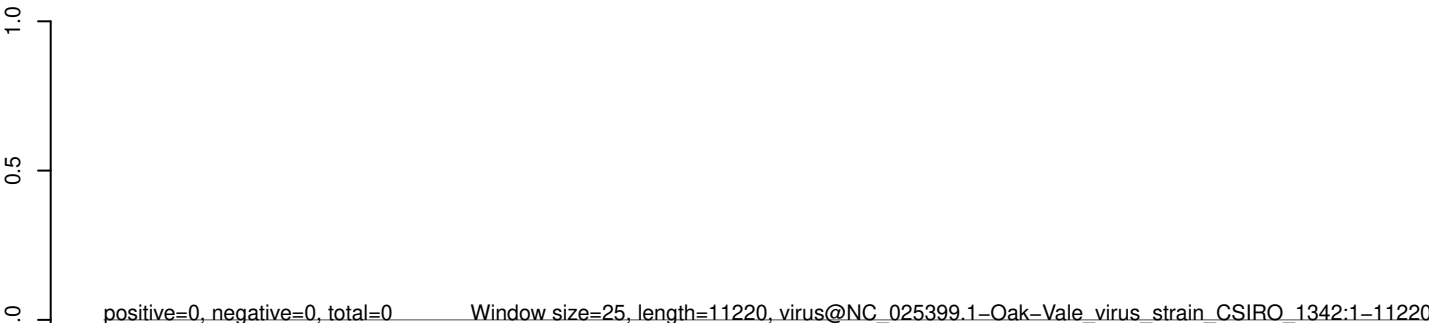 1.0
0.5
.0
positive=0, negative=0, total=0 Window size=25, length=11220, virus@NC_025399.1−Oak−Vale_virus_strain_CSIRO_1342:1−11220